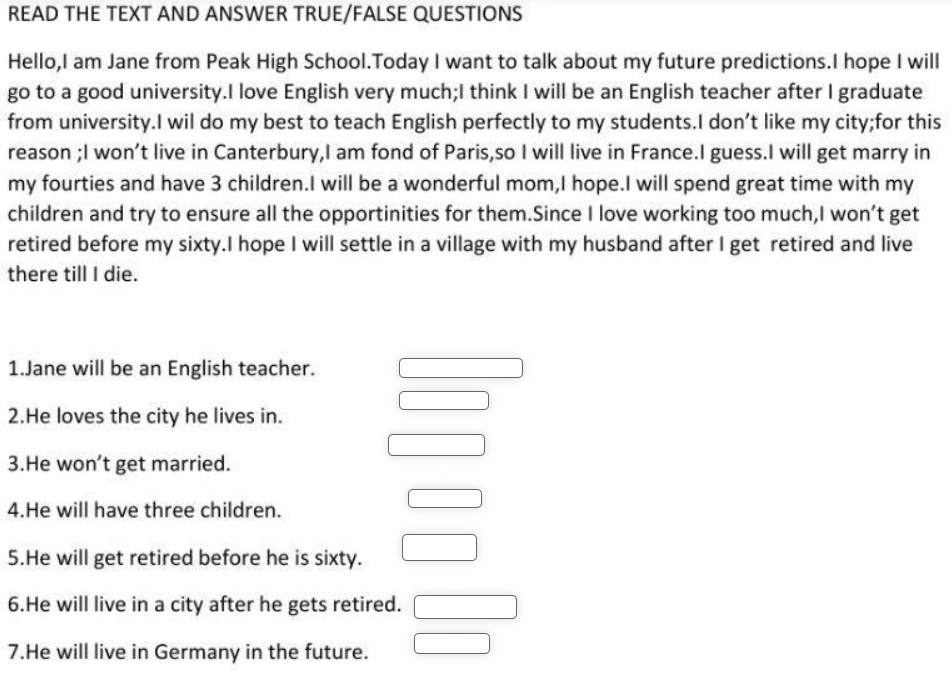 READ THE TEXT AND ANSWER TRUE/FALSE QUESTIONS
Hello,I am Jane from Peak High School.Today I want to talk about my future predictions.I hope I will
go to a good university.I love English very much;I think I will be an English teacher after I graduate
from university.I wil do my best to teach English perfectly to my students.I don't like my city;for this
reason ;I won't live in Canterbury,I am fond of Paris,so I will live in France.I guess.I will get marry in
my fourties and have 3 children.I will be a wonderful mom,I hope.I will spend great time with my
children and try to ensure all the opportinities for them.Since I love working too much,I won't get
retired before my sixty.I hope I will settle in a village with my husband after I get retired and live
there till I die.
1.Jane will be an English teacher.
2.He loves the city he lives in.
3.He won't get married.
4.He will have three children.
5.He will get retired before he is sixty.
6.He will live in a city after he gets retired.
7.He will live in Germany in the future.